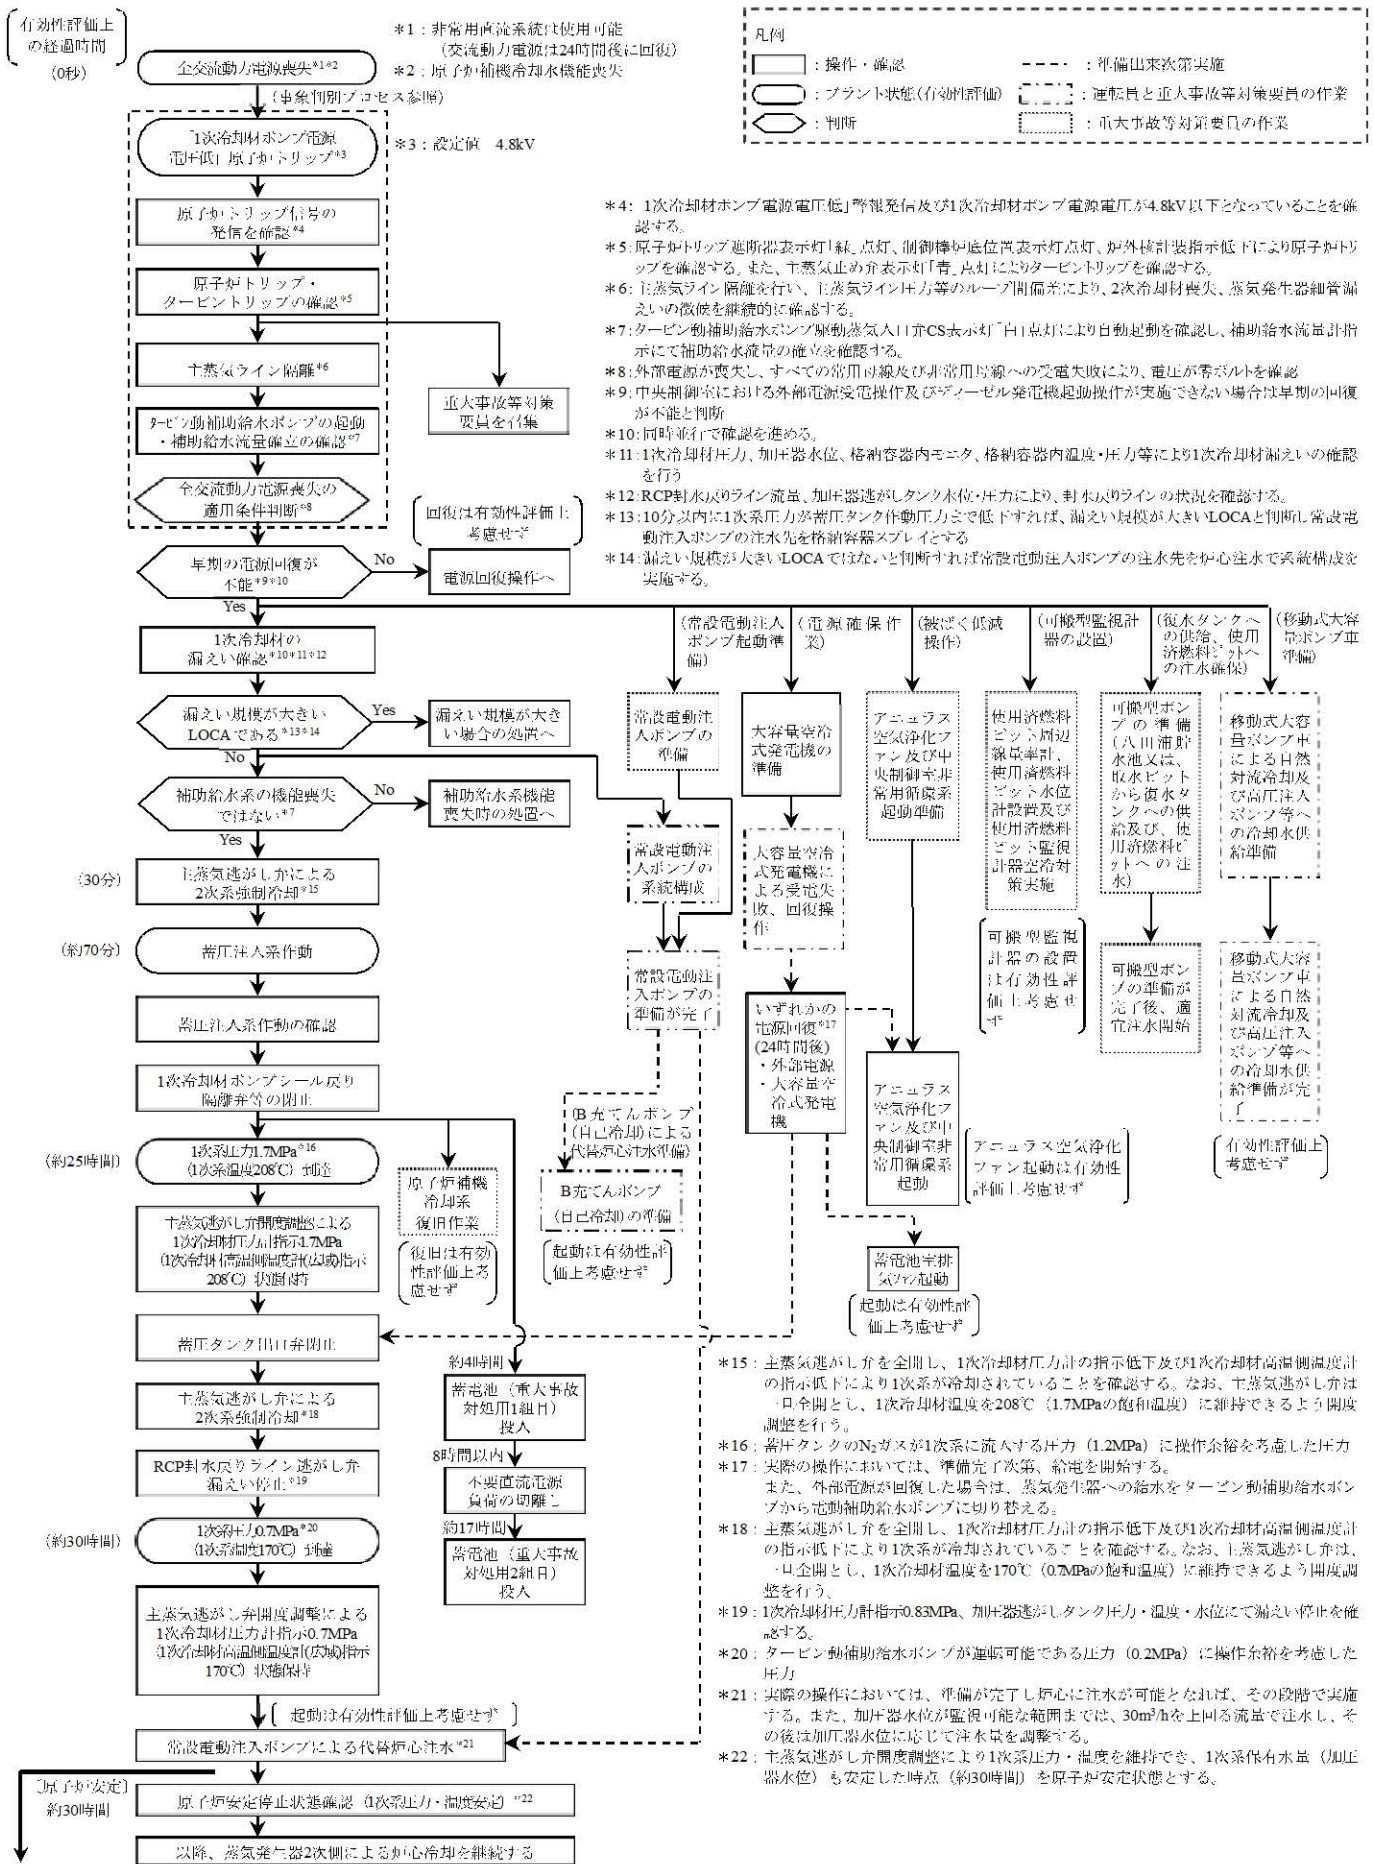 有効性評価上
の経過時間
(0秒)
全交流動力電源喪失*1*2
*1：非常用直流系統は使用可能
(交流動力電源は24時間後に回復)
*2：原子炉補機冷却水機能喪失
(事象判別プロセス参照)
「1次冷却材ポンプ電源
電圧低」原子炉トリップ*3
*3：設定値　4.8kV
凡例
：操作・確認
：プラント状態(有効性評価)
：判断
：準備出来次第実施
：運転員と重大事故等対策要員の作業
：重大事故等対策要員の作業
原子炉トリップ信号の
発信を確認*4
原子炉トリップ・
タービントリップの確認*5
主蒸気ライン隔離*6
タービン動補助給水ポンプの起動
・補助給水流量確立の確認*7
重大事故等対策
要員を召集
全交流動力電源喪失の
適用条件判断*8
早期の電源回復が
不能*9*10
No
回復は有効性評価上
考慮せず
電源回復操作へ
Yes
*4：1次冷却材ポンプ電源電圧低」警報発信及び1次冷却材ポンプ電源電圧が4.8kV以下となっていることを確
認する。
*5：原子炉トリップ遮断器表示灯「緑」点灯、制御棒炉底位置表示灯点灯、炉外核計装指示低下により原子炉トリ
ップを確認する。また、主蒸気止め弁表示灯「青」点灯によりタービントリップを確認する。
*6：主蒸気ライン隔離を行い、主蒸気ライン圧力等のループ間偏差により、2次冷却材喪失、蒸気発生器細管漏
えいの徴候を継続的に確認する。
*7：タービン動補助給水ポンプ駆動蒸気入口弁CS表示灯「白」点灯により自動起動を確認し、補助給水流量計指
示にて補助給水流量の確立を確認する。
*8：外部電源が喪失し、すべての常用母線及び非常用母線への受電失敗により、電圧が零ボルトを確認
*9：中央制御室における外部電源受電操作及びディーゼル発電機起動操作が実施できない場合は早期の回復
が不能と判断
*10：同時並行で確認を進める。
*11：1次冷却材圧力、加圧器水位、格納容器内モニタ、格納容器内温度・圧力等により1次冷却材漏えいの確認
を行う
*12：RCP封水戻りライン流量、加圧器逃がしタンク水位・圧力により、封水戻りラインの状況を確認する。
*13：10分以内に1次系圧力が蓄圧タンク作動圧力まで低下すれば、漏えい規模が大きいLOCAと判断し常設電
動注入ポンプの注水先を格納容器スプレイとする
*14：漏えい規模が大きいLOCAではないと判断すれば常設電動注入ポンプの注水先を炉心注水で系統構成を
実施する。
1次冷却材の
漏えい確認*10*11*12
漏えい規模が大きい
LOCAである*13*14
Yes
漏えい規模が大き
い場合の処置へ
No
補助給水系の機能喪失
ではない*7
No
補助給水系機能
喪失時の処置へ
Yes
(30分)
主蒸気逃がし弁による
2次系強制冷却*15
(約70分)
蓄圧注入系作動
蓄圧注入系作動の確認
1次冷却材ポンプシール戻り
隔離弁等の閉止
(約25時間)
1次系圧力1.7MPa*16
(1次系温度208℃) 到達
主蒸気逃がし弁開度調整による
1次冷却材圧力計指示1.7MPa
(1次冷却材高温側温度計(広域)指示
208℃) 状態保持
蓄圧タンク出口弁閉止
主蒸気逃がし弁による
2次系強制冷却*18
RCP封水戻りライン逃がし弁
漏えい停止*19
(約30時間)
1次系圧力0.7MPa*20
(1次系温度170℃) 到達
主蒸気逃がし弁開度調整による
1次冷却材圧力計指示0.7MPa
(1次冷却材高温側温度計(広域)指示
170℃) 状態保持
起動は有効性評価上考慮せず
常設電動注入ポンプによる代替炉心注水*21
〔原子炉安定〕
約30時間
原子炉安定停止状態確認（1次系圧力・温度安定）*22
以降、蒸気発生器2次側による炉心冷却を継続する
原子炉補機
冷却系
復旧作業
復旧は有効
性評価上考
慮せず
約4時間
蓄電池（重大事故
対処用1組目）
投入
8時間以内
不要直流電源
負荷の切離し
約17時間
蓄電池（重大事故
対処用2組目）
投入
(常設電動注入
ポンプ起動準
備)
常設電動注
入ポンプの
準備
常設電動注
入ポンプの
系統構成
常設電動注
入ポンプの
準備が完了
(B充てんポンプ
(自己冷却)による
代替炉心注水準備)
B充てんポンプ
(自己冷却)の準備
起動は有効性評
価上考慮せず
(電源確保作
業)
大容量空冷
式発電機の
準備
大容量空冷
式発電機に
よる受電失
敗、回復操
作
いずれかの
電源回復*17
(24時間後)
・外部電源
・大容量空
冷式発電
機
(被ばく低減
操作)
アニュラス
空気浄化フ
ァン及び中
央制御室非
常用循環系
起動準備
アニュラス
空気浄化フ
ァン及び中
央制御室非
常用循環系
起動
アニュラス空気浄化
ファン起動は有効性
評価上考慮せず
蓄電池室排
気ファン起動
起動は有効性評
価上考慮せず
(可搬型監視計
器の設置)
使用済燃料
ピット周辺
線量率計、
使用済燃料
ピット水位
計設置及び
使用済燃料
ピット監視
計器空冷対
策実施
可搬型監視
計器の設置
は有効性評
価上考慮せ
ず
(復水タンクへ
の供給、使用
済燃料ピットへ
の注水確保)
可搬型ポン
プの準備
(八田浦貯
水池又は、
取水ピット
から復水タ
ンクへの供
給及び、使
用済燃料ピ
ットへの注
水)
可搬型ポン
プの準備が
完了後、適
宜注水開始
(移動式大容
量ポンプ車
準備)
移動式大容
量ポンプ車
による自然
対流冷却及
び高圧注入
ポンプ等へ
の冷却水供
給準備
移動式大容
量ポンプ車
による自然
対流冷却及
び高圧注入
ポンプ等へ
の冷却水供
給準備が完
了
有効性評価上
考慮せず
*15：主蒸気逃がし弁を全開し、1次冷却材圧力計の指示低下及び1次冷却材高温側温度計
の指示低下により1次系が冷却されていることを確認する。なお、主蒸気逃がし弁は
一旦全開とし、1次冷却材温度を208℃（1.7MPaの飽和温度）に維持できるよう開度
調整を行う。
*16：蓄圧タンクのN₂ガスが1次系に流入する圧力（1.2MPa）に操作余裕を考慮した圧力
*17：実際の操作においては、準備完了次第、給電を開始する。
また、外部電源が回復した場合は、蒸気発生器への給水をタービン動補助給水ポン
プから電動補助給水ポンプに切り替える。
*18：主蒸気逃がし弁を全開し、1次冷却材圧力計の指示低下及び1次冷却材高温側温度計
の指示低下により1次系が冷却されていることを確認する。なお、主蒸気逃がし弁は、
一旦全開とし、1次冷却材温度を170℃（0.7MPaの飽和温度）に維持できるよう開度調
整を行う。
*19：1次冷却材圧力計指示0.83MPa、加圧器逃がしタンク圧力・温度・水位にて漏えい停止を確
認する。
*20：タービン動補助給水ポンプが運転可能である圧力（0.2MPa）に操作余裕を考慮した
圧力
*21：実際の操作においては、準備が完了し炉心に注水が可能となれば、その段階で実施
する。また、加圧器水位が監視可能な範囲までは、30m³/hを上回る流量で注水し、そ
の後は加圧器水位に応じて注水量を調整する。
*22：主蒸気逃がし弁開度調整により1次系圧力・温度を維持でき、1次系保有水量（加圧
器水位）も安定した時点（約30時間）を原子炉安定状態とする。